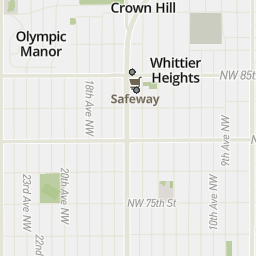 Crown Hill
Olympic
Manor
Whittier
Heights
NW 85th
Safeway
18th Ave NW
9th Ave NW
20th Ave NW
23rd Ave NW
NW 75th St
10th Ave NW
22nd